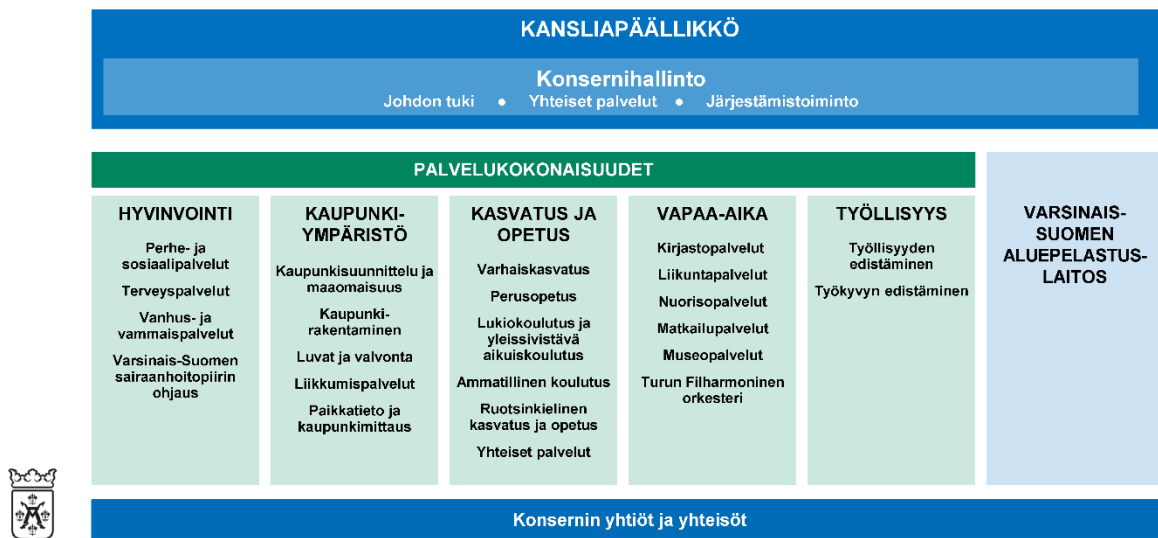 KANSLIAPÄÄLLIKKÖ
Konsernihallinto
Johdon tuki ● Yhteiset palvelut ● Järjestämistoiminto
PALVELUKOKONAISUUDET
HYVINVOINTI
Perhe- ja
sosiaalipalvelut
Terveyspalvelut
Vanhus- ja
vammaispalvelut
Varsinais-Suomen
sairaanhoitopiirin
ohjaus
KAUPUNKI-
YMPÄRISTÖ
Kaupunkisuunnittelu ja
maaomaisuus
Kaupunki-
rakentaminen
Luvat ja valvonta
Liikkumispalvelut
Paikkatieto ja
kaupunkimittaus
KASVATUS JA
OPETUS
Varhaiskasvatus
Perusopetus
Lukiokoulutus ja
yleissivistävä
aikuiskoulutus
Ammatillinen koulutus
Ruotsinkielinen
kasvatus ja opetus
Yhteiset palvelut
VAPAA-AIKA
Kirjastopalvelut
Liikuntapalvelut
Nuorisopalvelut
Matkailupalvelut
Museopalvelut
Turun Filharmoninen
orkesteri
TYÖLLISYYS
Työllisyyden
edistäminen
Työkyvyn edistäminen
VARSINAIS-
SUOMEN
ALUEPELASTUS-
LAITOS
Konsernin yhtiöt ja yhteisöt